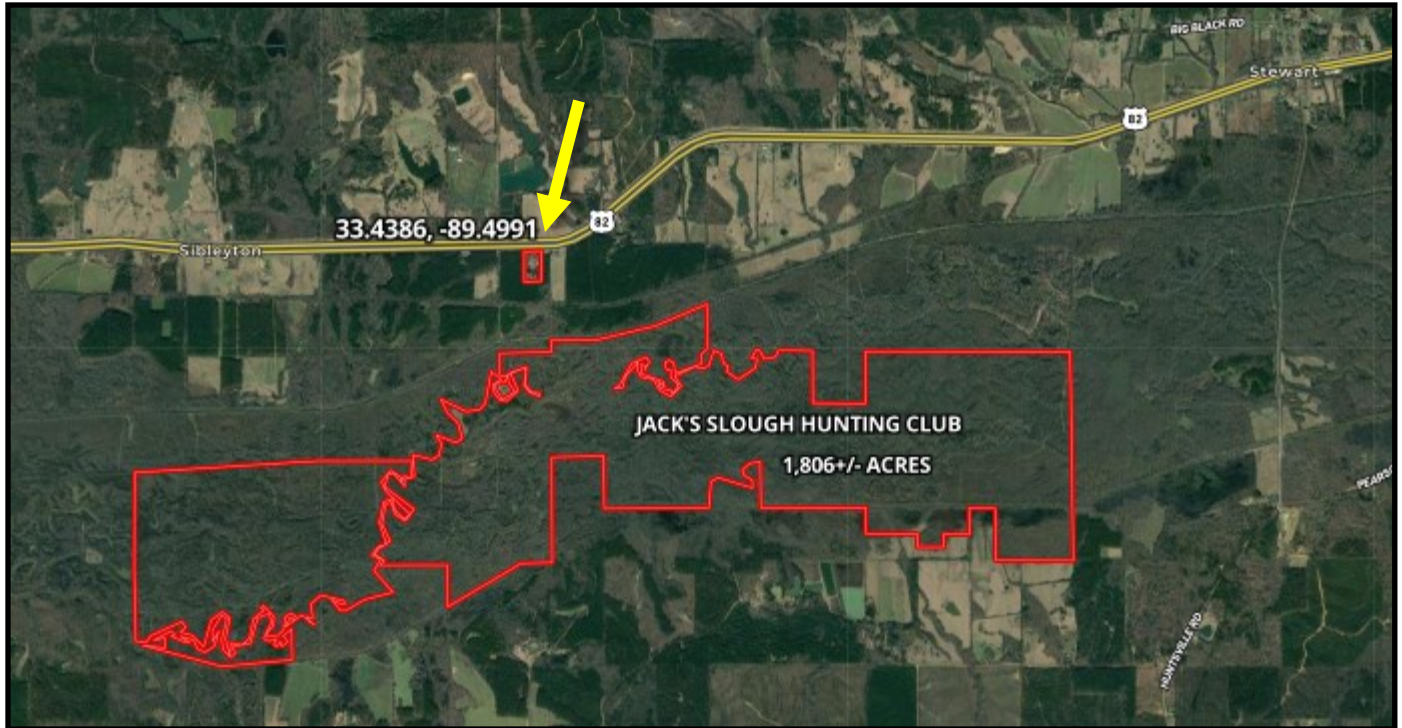 BIG BLACK RD
Stewart
82
33.4386, -89.4991
82
Sibleyton
JACK'S SLOUGH HUNTING CLUB
1,806+/- ACRES
HUNTSVILLE RD